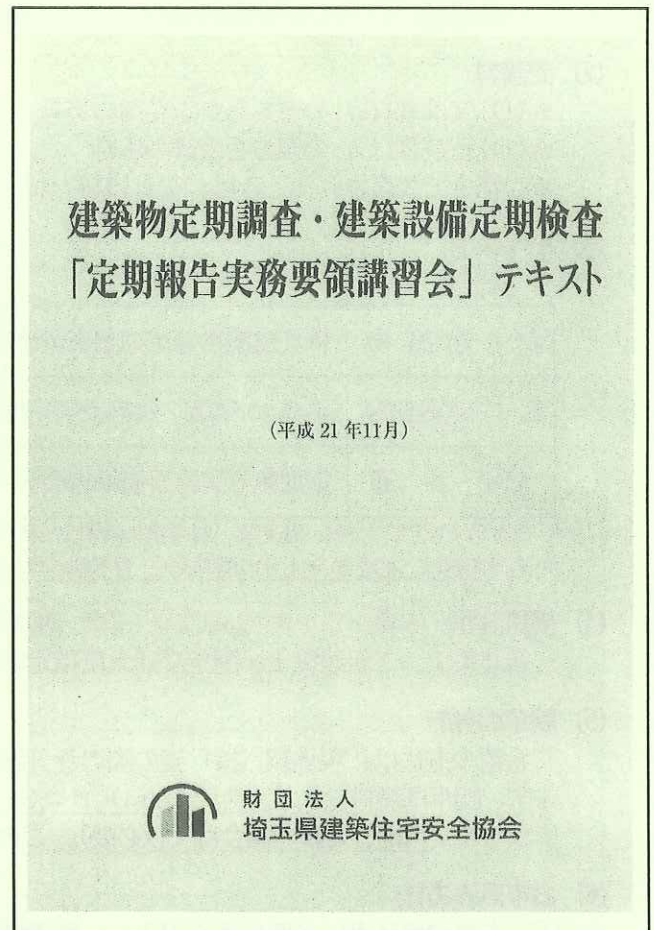 建築物定期調査・建築設備定期検査
「定期報告実務要領講習会」テキスト
(平成 21 年11月)
財団法人
埼玉県建築住宅安全協会